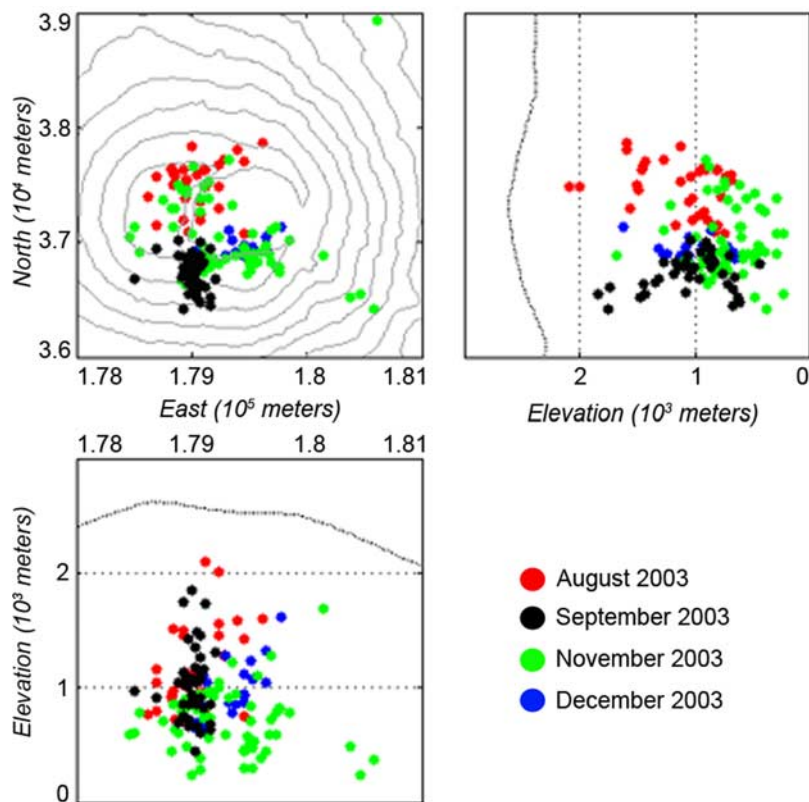 3.9
3.8
3.7
3.6
North (10⁴ meters)
1.78 1.79 1.8 1.81
East (10⁵ meters)
2 1 0
Elevation (10³ meters)
1.78 1.79 1.8 1.81
2
1
0
Elevation (10³ meters)
August 2003
September 2003
November 2003
December 2003